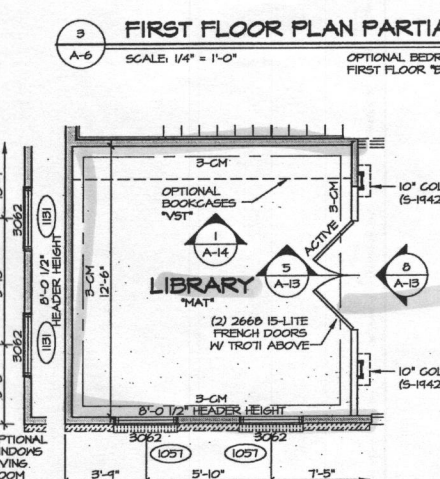 3
A-6
FIRST FLOOR PLAN PARTIA
SCALE: 1/4" = 1'-0"
OPTIONAL BEDR
FIRST FLOOR "E
3-CM
OPTIONAL
BOOKCASES
"VST"
3-CM
10" COL
(S-1942
ACTIVE
1
A-14
5
A-13
8
A-13
LIBRARY
"MAT"
3062
1131
8'-0 1/2"
HEADER HEIGHT
3-CM
12'-6"
(2) 2668 15-LITE
FRENCH DOORS
W/ TR071 ABOVE
3062
1131
10" COL
(S-1942
3-CM
8'-0 1/2" HEADER HEIGHT
3062
3062
1057
1057
PTIONAL
INDOWS
VING
OOM
3'-4"
5'-10"
7'-5"